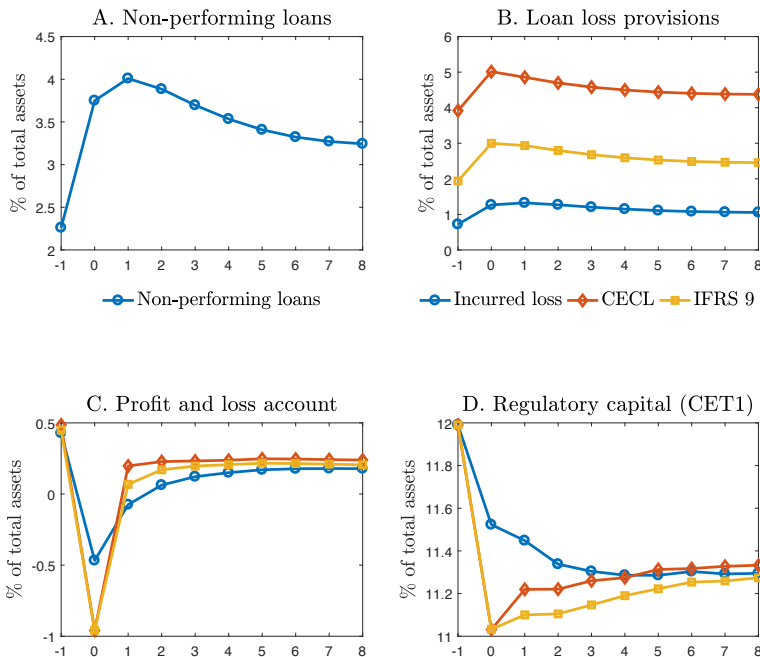 A. Non-performing loans
4.5
4
3.5
3
2.5
2
% of total assets
-1 0 1 2 3 4 5 6 7 8
Non-performing loans
B. Loan loss provisions
6
5
4
3
2
1
0
% of total assets
-1 0 1 2 3 4 5 6 7 8
Incurred loss CECL IFRS 9
C. Profit and loss account
0.5
0
-0.5
-1
% of total assets
-1 0 1 2 3 4 5 6 7 8
D. Regulatory capital (CET1)
12
11.8
11.6
11.4
11.2
11
% of total assets
-1 0 1 2 3 4 5 6 7 8